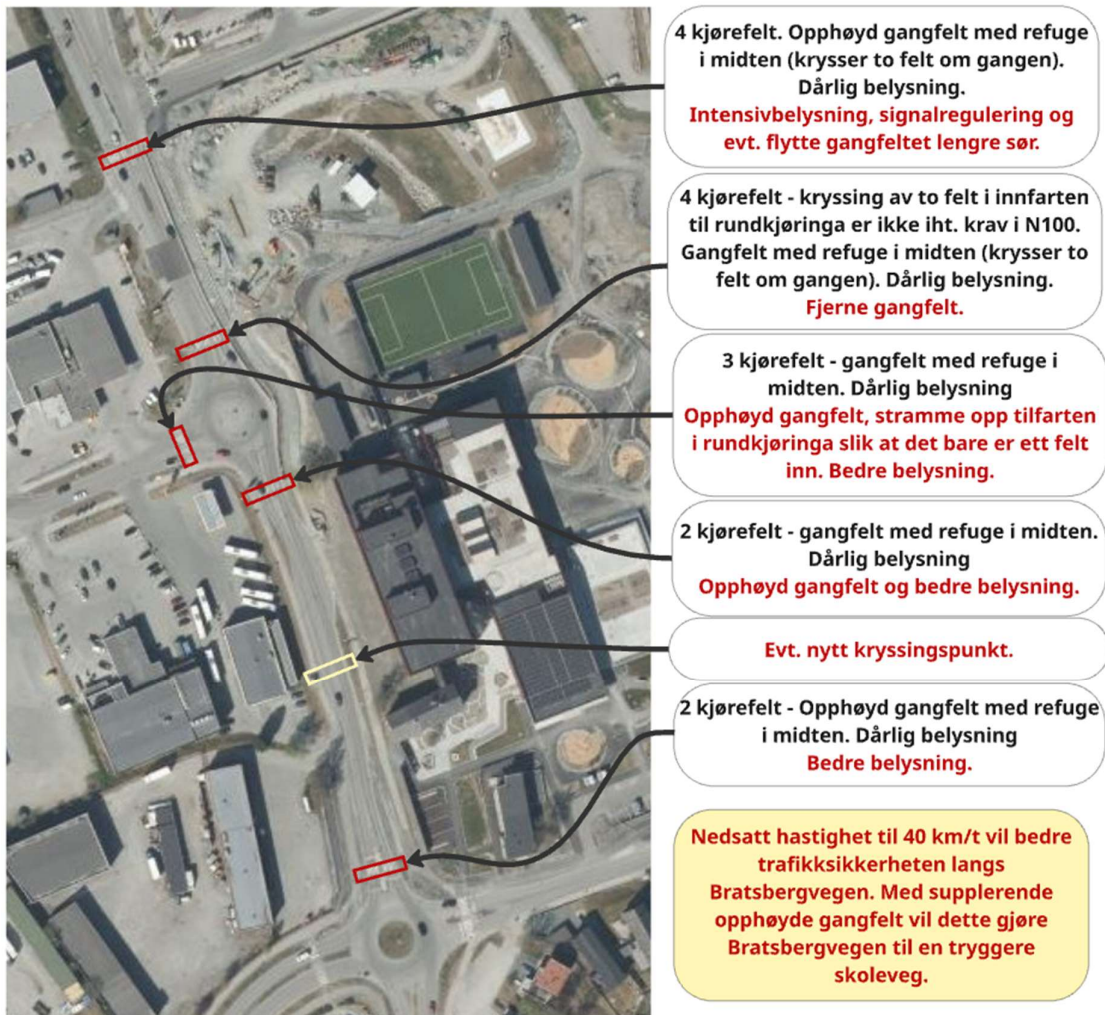 4 kjørefelt. Opphøyd gangfelt med refuge
i midten (krysser to felt om gangen).
Dårlig belysning.
Intensivbelysning, signalregulering og
evt. flytte gangfeltet lengre sør.
4 kjørefelt - kryssing av to felt i innfarten
til rundkjøringa er ikke iht. krav i N100.
Gangfelt med refuge i midten (krysser to
felt om gangen). Dårlig belysning.
Fjerne gangfelt.
3 kjørefelt - gangfelt med refuge i
midten. Dårlig belysning
Opphøyd gangfelt, stramme opp tilfarten
i rundkjøringa slik at det bare er ett felt
inn. Bedre belysning.
2 kjørefelt - gangfelt med refuge i midten.
Dårlig belysning
Opphøyd gangfelt og bedre belysning.
Evt. nytt kryssingspunkt.
2 kjørefelt - Opphøyd gangfelt med refuge
i midten. Dårlig belysning
Bedre belysning.
Nedsatt hastighet til 40 km/t vil bedre
trafikksikkerheten langs
Bratsbergvegen. Med supplerende
opphøyde gangfelt vil dette gjøre
Bratsbergvegen til en tryggere
skoleveg.